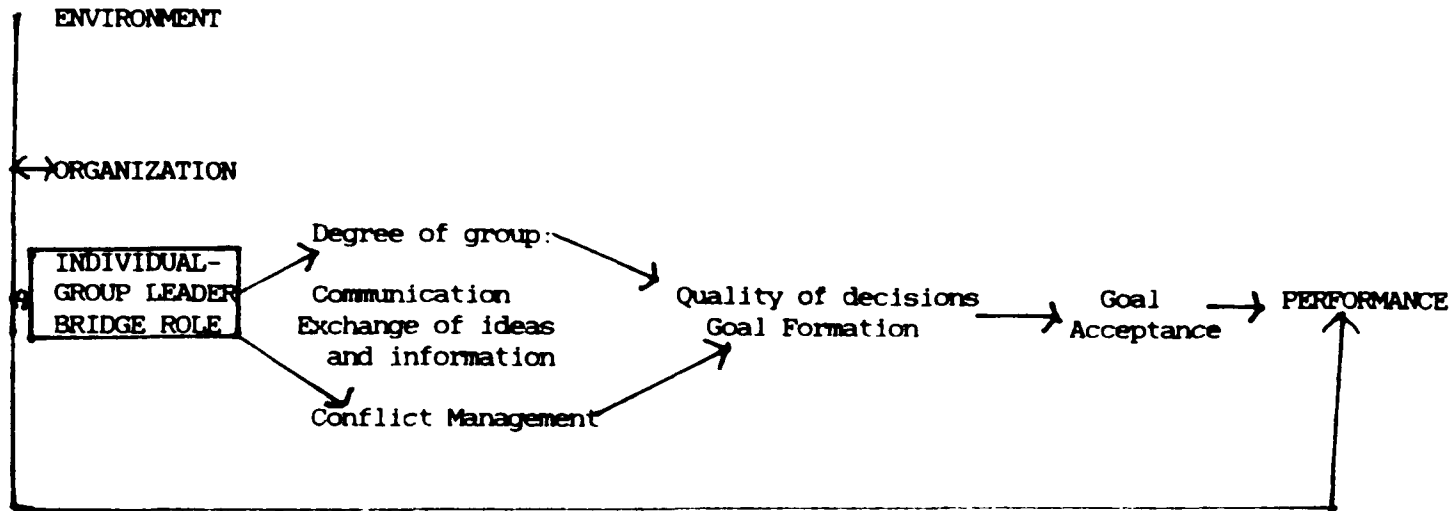 ENVIRONMENT
ORGANIZATION
INDIVIDUAL-
GROUP LEADER
BRIDGE ROLE
Degree of group:
Communication
Exchange of ideas
and information
Conflict Management
Quality of decisions
Goal Formation
Goal
Acceptance
PERFORMANCE